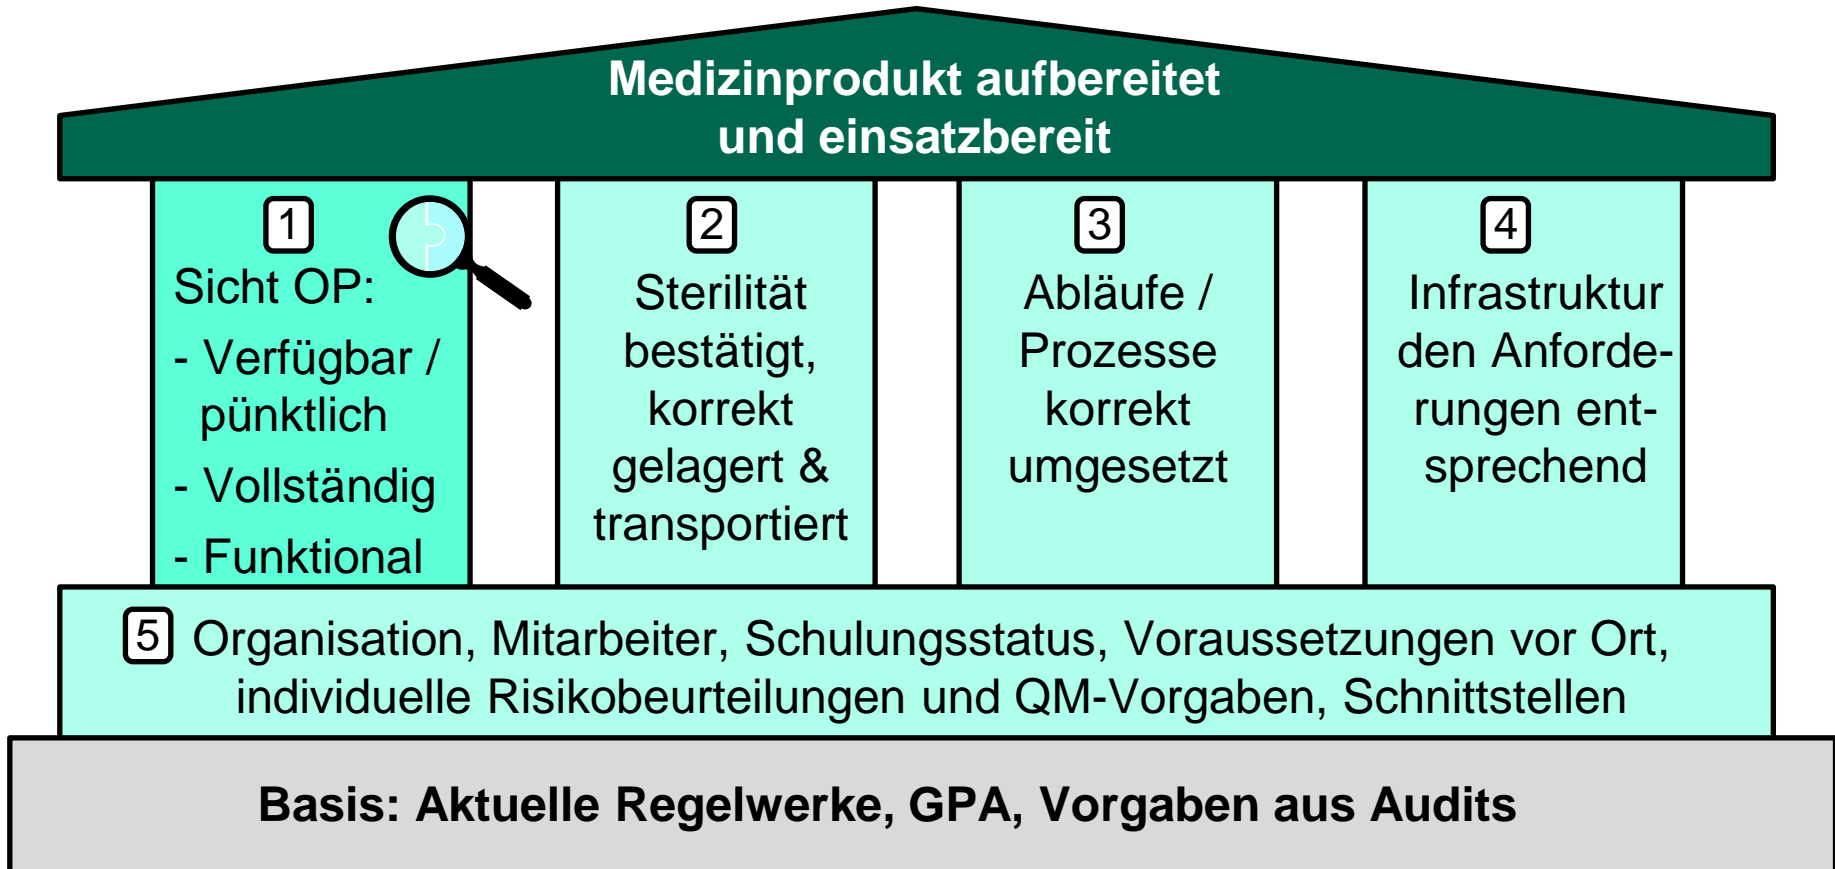 Medizinprodukt aufbereitet
und einsatzbereit
1
Sicht OP:
- Verfügbar /
pünktlich
- Vollständig
- Funktional
2
Sterilität
bestätigt,
korrekt
gelagert &
transportiert
3
Abläufe /
Prozesse
korrekt
umgesetzt
4
Infrastruktur
den Anforde-
rungen ent-
sprechend
5 Organisation, Mitarbeiter, Schulungsstatus, Voraussetzungen vor Ort,
individuelle Risikobeurteilungen und QM-Vorgaben, Schnittstellen
Basis: Aktuelle Regelwerke, GPA, Vorgaben aus Audits